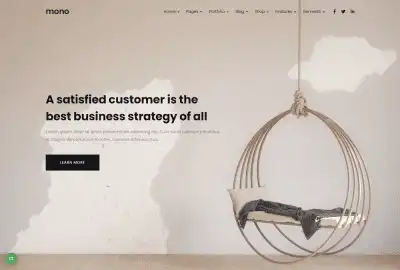 mono
Home Pages Portfolio Blog Shop Features Elements
A satisfied customer is the
best business strategy of all
LEARN MORE